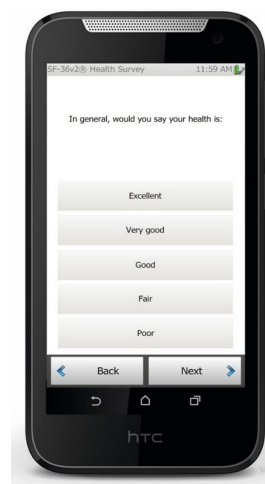 SF-36v2® Health Survey 11:59 AM
In general, would you say your health is:
Excellent
Very good
Good
Fair
Poor
Back Next
hTC